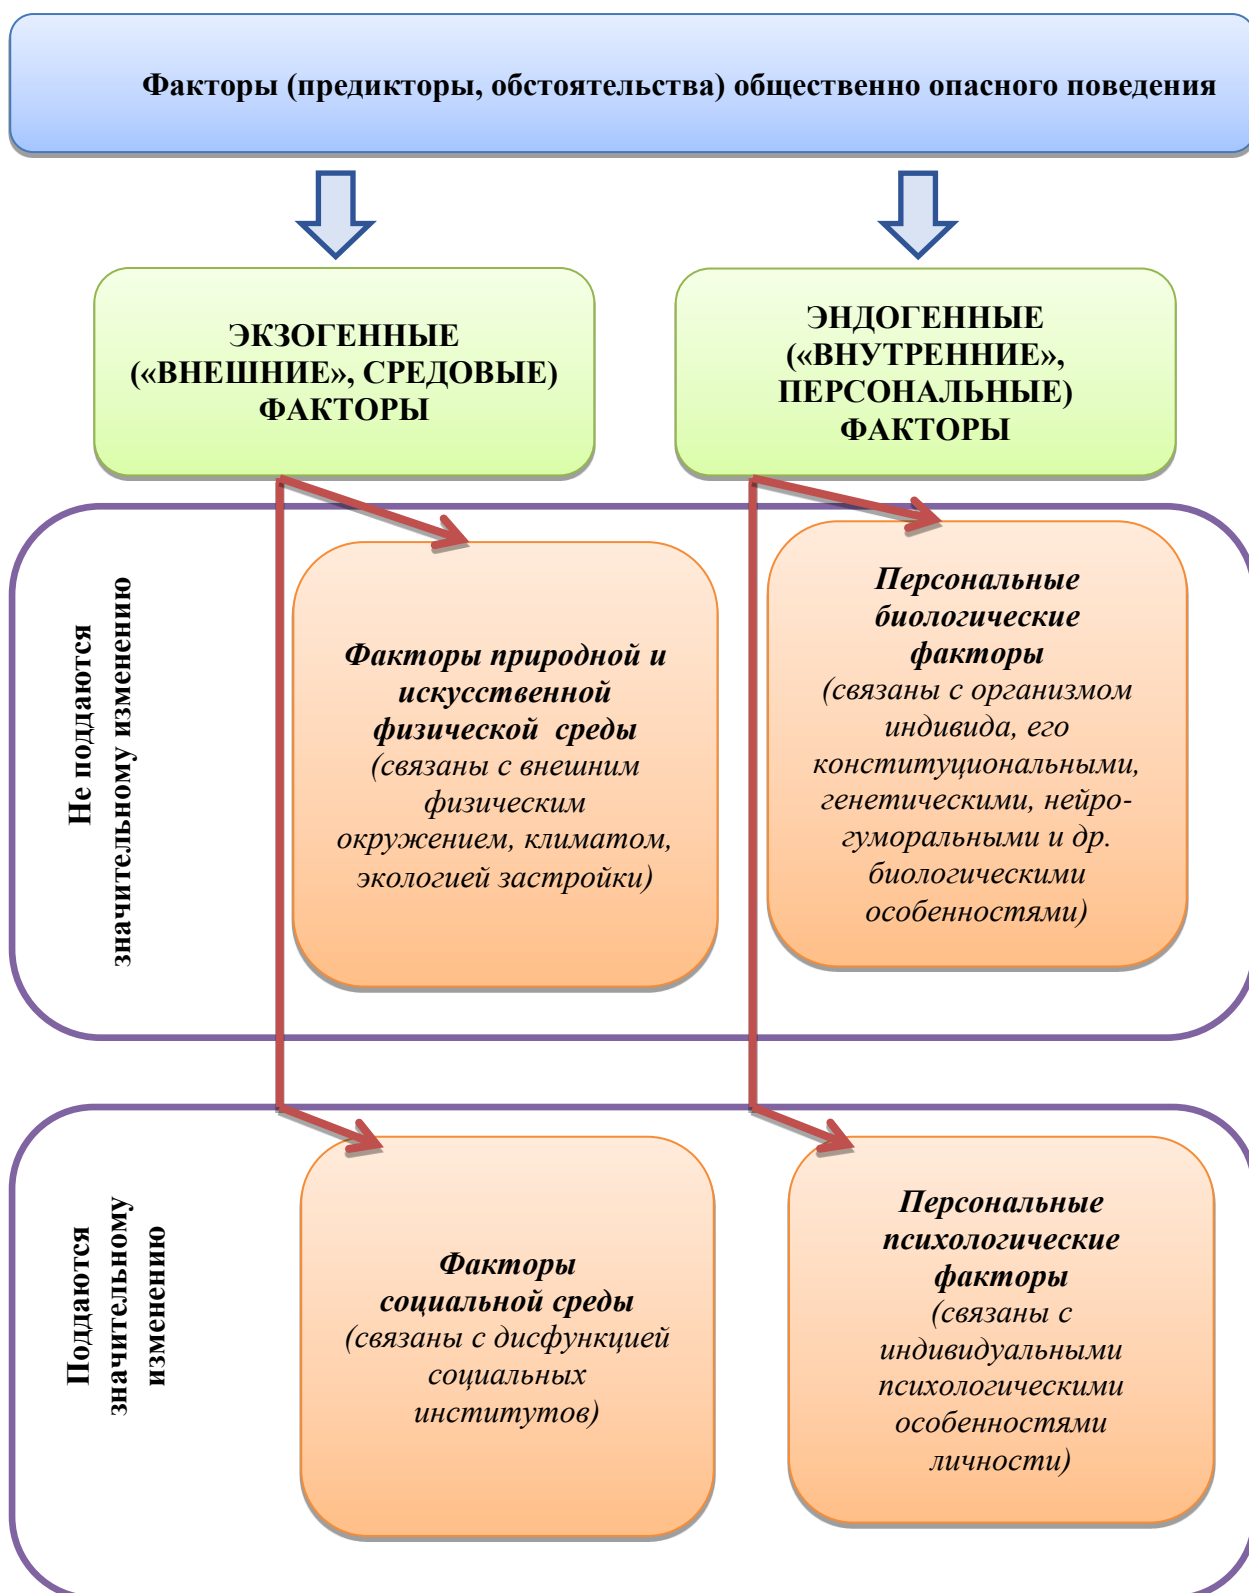 Факторы (предикторы, обстоятельства) общественно опасного поведения
ЭКЗОГЕННЫЕ
(«ВНЕШНИЕ», СРЕДОВЫЕ)
ФАКТОРЫ
ЭНДОГЕННЫЕ
(«ВНУТРЕННИЕ»,
ПЕРСОНАЛЬНЫЕ)
ФАКТОРЫ
Не поддаются
значительному изменению
Факторы природной и
искусственной
физической среды
(связаны с внешним
физическим
окружением, климатом,
экологией застройки)
Персональные
биологические
факторы
(связаны с организмом
индивида, его
конституциональными,
генетическими, нейро-
гуморальными и др.
биологическими
особенностями)
Поддаются
значительному
изменению
Факторы
социальной среды
(связаны с дисфункцией
социальных
институтов)
Персональные
психологические
факторы
(связаны с
индивидуальными
психологическими
особенностями
личности)